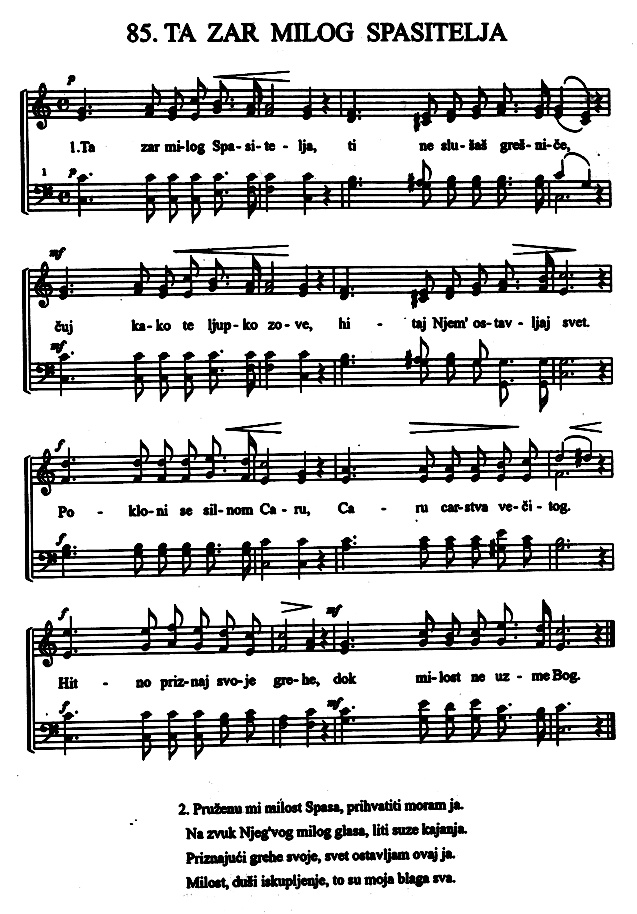 85. TA ZAR MILOG SPASITELJA
p
1.Ta zar mi-log Spa-si-te-lja, ti ne slu-šaš greš-ni-če,
1 p
mf
čuj ka-ko te ljup-ko zo-ve, hi - taj Njem' os-tav-ljaj svet.
mf
f
Po - klo-ni se sil-nom Ca-ru, Ca - ru car-stva ve-či-tog.
f
f mf
Hit - no priz-naj svo-je gre-he, dok mi-lost ne uz-me Bog.
f mf
2. Pruženu mi milost Spasa, prihvatiti moram ja.
Na zvuk Njeg'vog milog glasa, liti suze kajanja.
Priznajući grehe svoje, svet ostavljam ovaj ja.
Milost, duši iskupljenje, to su moja blaga sva.